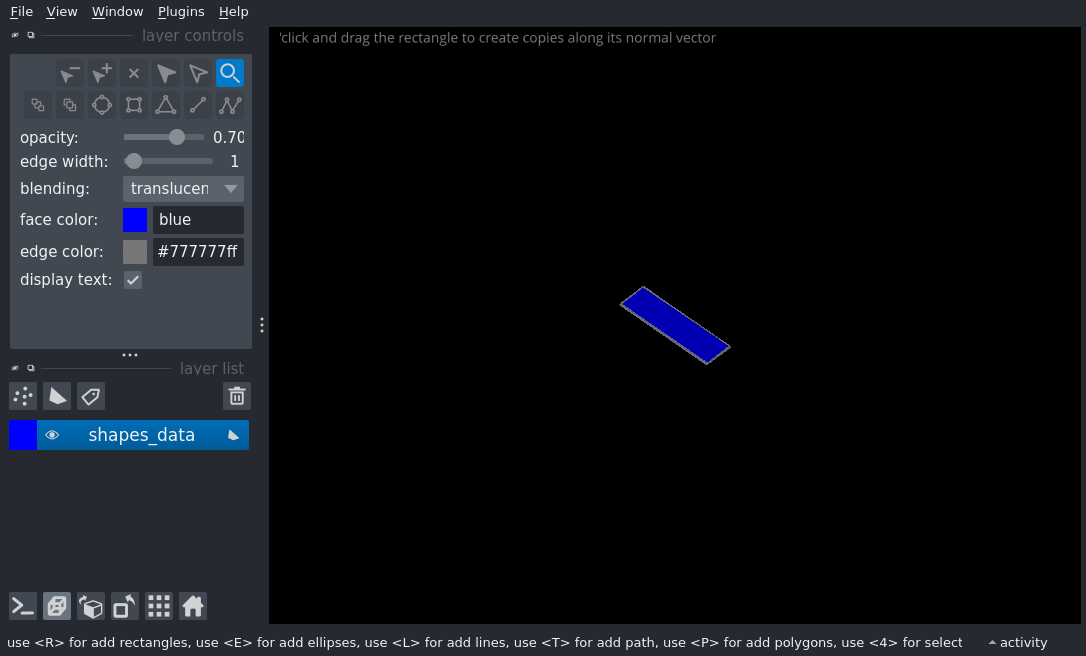 File View Window Plugins Help
layer controls
'click and drag the rectangle to create copies along its normal vector
opacity: 0.70
edge width: 1
blending: translucen
face color: blue
edge color: #777777ff
display text:
layer list
shapes_data
use <R> for add rectangles, use <E> for add ellipses, use <L> for add lines, use <T> for add path, use <P> for add polygons, use <4> for select
activity